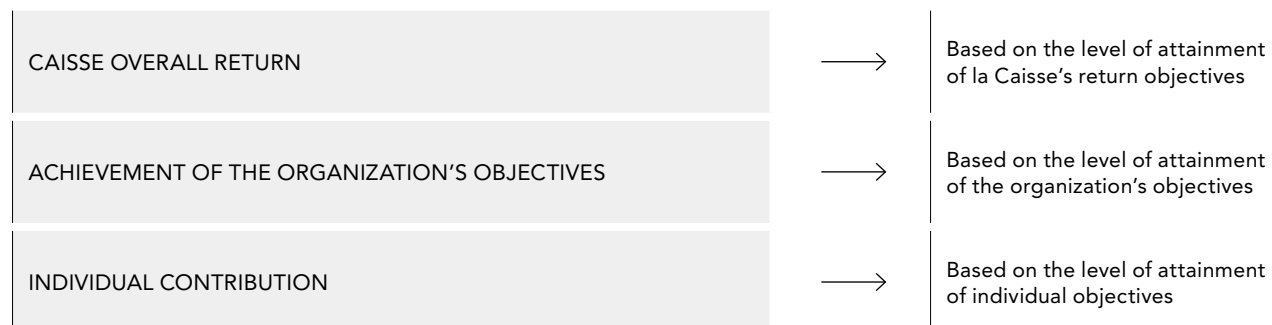 CAISSE OVERALL RETURN
Based on the level of attainment
of la Caisse’s return objectives
ACHIEVEMENT OF THE ORGANIZATION’S OBJECTIVES
Based on the level of attainment
of the organization’s objectives
INDIVIDUAL CONTRIBUTION
Based on the level of attainment
of individual objectives